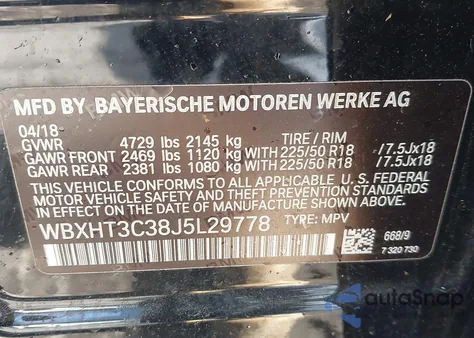 MFD BY BAYERISCHE MOTOREN WERKE AG
04/18
GVWR 4729 lbs 2145 kg TIRE / RIM
GAWR FRONT 2469 lbs 1120 kg WITH 225/50 R18 /7.5Jx18
GAWR REAR 2381 lbs 1080 kg WITH 225/50 R18 /7.5Jx18
THIS VEHICLE CONFORMS TO ALL APPLICABLE U.S. FEDERAL
MOTOR VEHICLE SAFETY AND THEFT PREVENTION STANDARDS
IN EFFECT ON THE DATE OF MANUFACTURE SHOWN ABOVE.
WBXHT3C38J5L29778 TYPE: MPV
668/9
7 320 730
autoSnap